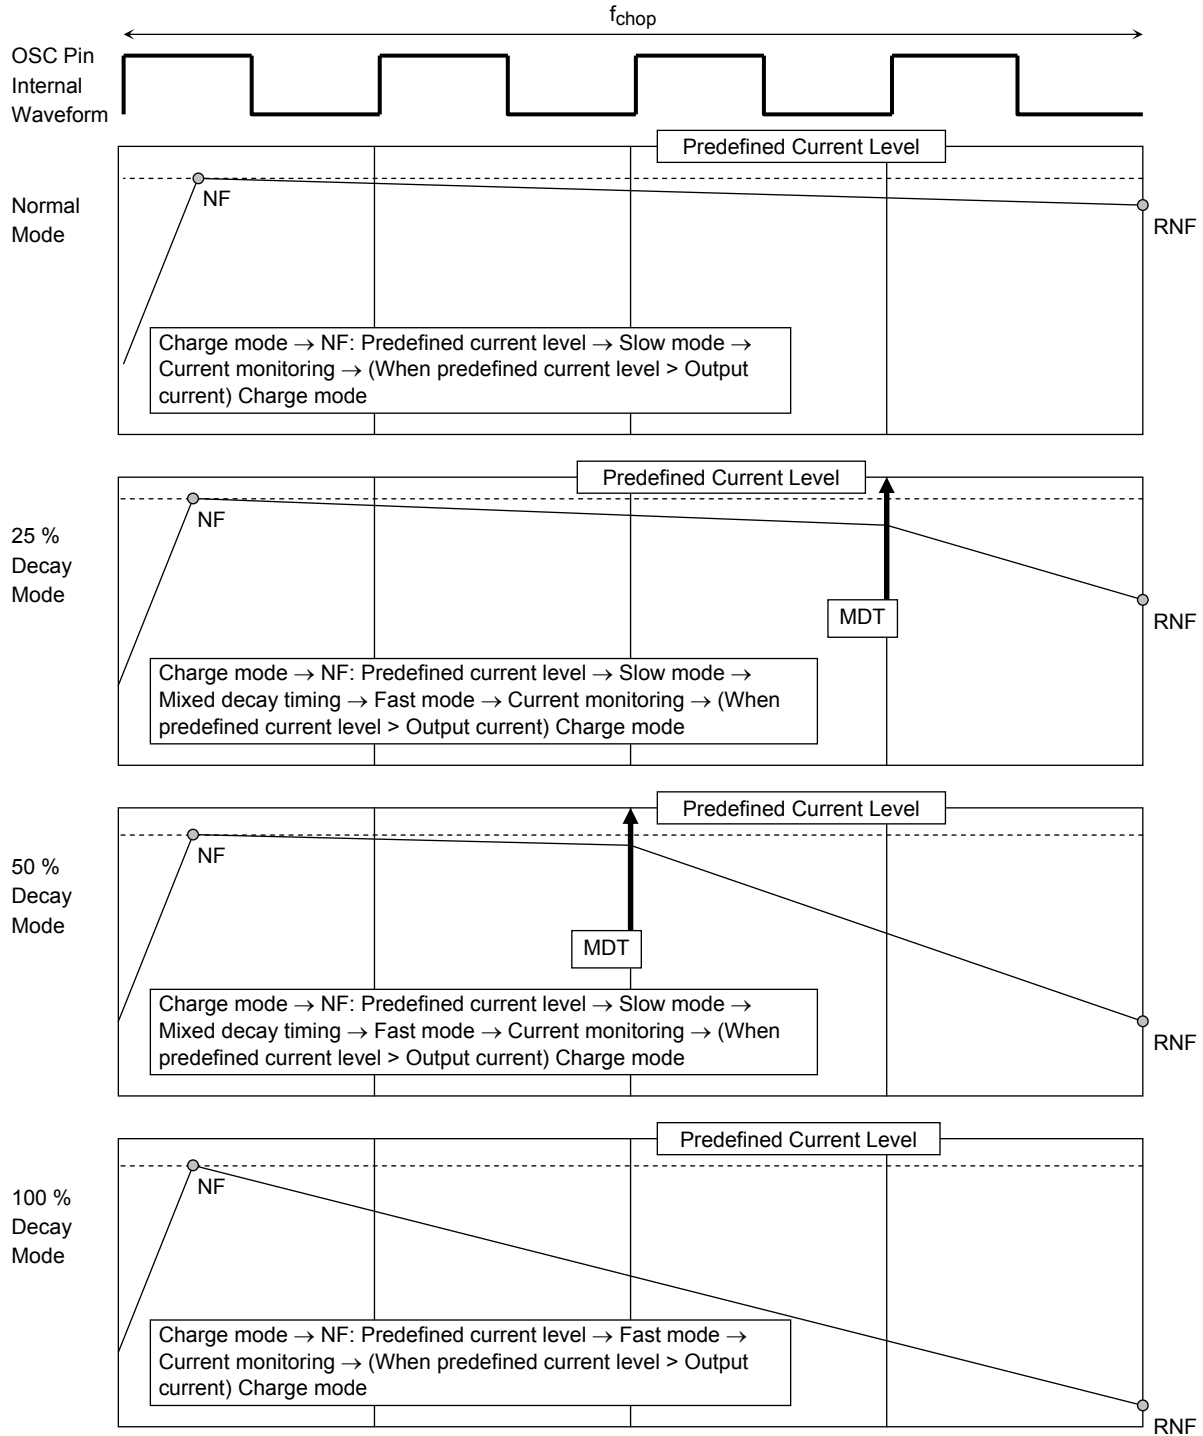 fchop
OSC Pin
Internal
Waveform
Predefined Current Level
NF
Normal
Mode
RNF
Charge mode → NF: Predefined current level → Slow mode →
Current monitoring → (When predefined current level > Output
current) Charge mode
Predefined Current Level
NF
25 %
Decay
Mode
MDT
RNF
Charge mode → NF: Predefined current level → Slow mode →
Mixed decay timing → Fast mode → Current monitoring → (When
predefined current level > Output current) Charge mode
Predefined Current Level
NF
50 %
Decay
Mode
MDT
Charge mode → NF: Predefined current level → Slow mode →
Mixed decay timing → Fast mode → Current monitoring → (When
predefined current level > Output current) Charge mode
RNF
Predefined Current Level
NF
100 %
Decay
Mode
Charge mode → NF: Predefined current level → Fast mode →
Current monitoring → (When predefined current level > Output
current) Charge mode
RNF